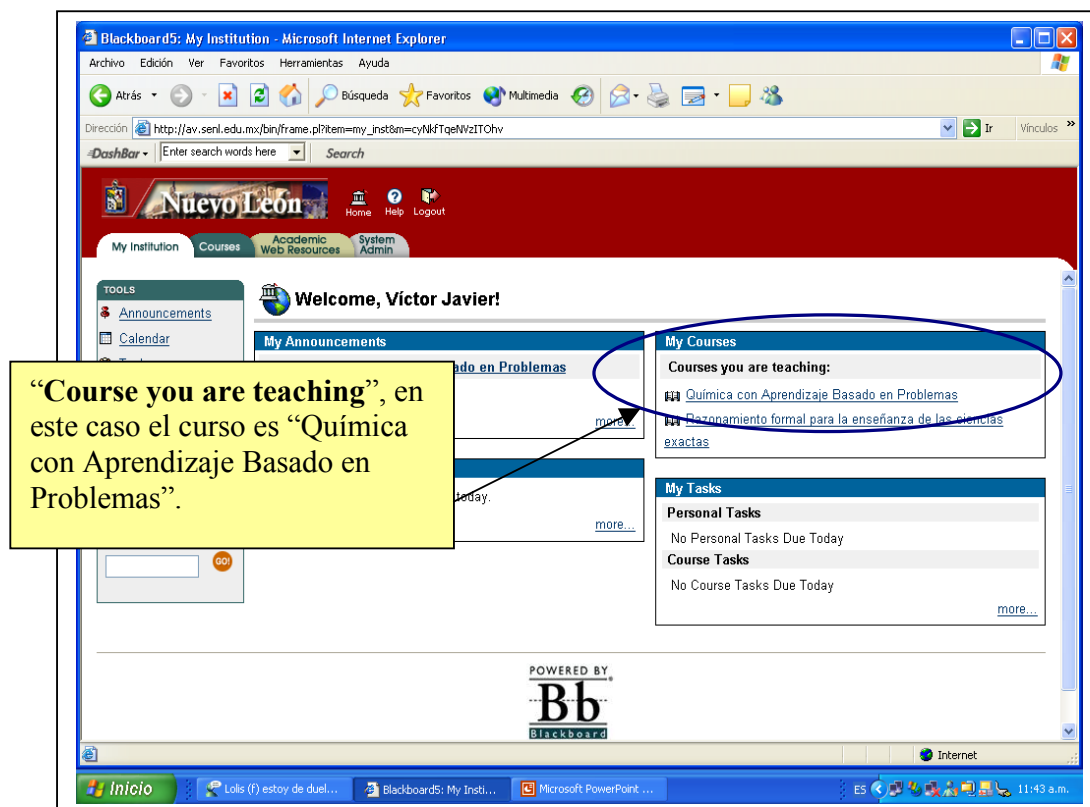 Blackboard5: My Institution - Microsoft Internet Explorer
Archivo Edición Ver Favoritos Herramientas Ayuda
Atrás Búsqueda Favoritos Multimedia
Dirección http://av.senl.edu.mx/bin/frame.pl?item=my_inst&m=cyNkfTqeNVzITOhv Ir Vínculos »
DashBar Enter search words here Search
Nuevo León
Home Help Logout
My Institution Courses Academic Web Resources System Admin
TOOLS
Announcements
Calendar
Welcome, Víctor Javier!
My Announcements
ado en Problemas
more...
today.
more...
GO!
“Course you are teaching”, en
este caso el curso es “Química
con Aprendizaje Basado en
Problemas”.
My Courses
Courses you are teaching:
Química con Aprendizaje Basado en Problemas
Razonamiento formal para la enseñanza de las ciencias
exactas
My Tasks
Personal Tasks
No Personal Tasks Due Today
Course Tasks
No Course Tasks Due Today
more...
POWERED BY
Bb
Blackboard
Internet
Inicio Lolis (f) estoy de duel... Blackboard5: My Insti... Microsoft PowerPoint ... ES 11:43 a.m.